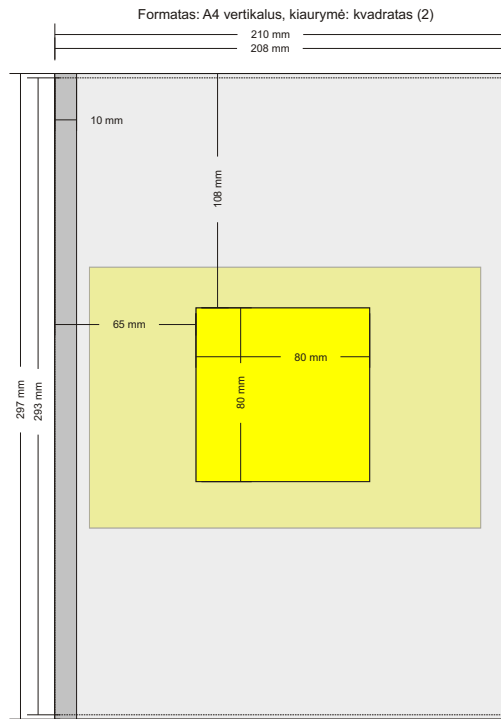 Formatas: A4 vertikalus, kiaurymė: kvadratas (2)
210 mm
208 mm
10 mm
108 mm
65 mm
80 mm
80 mm
297 mm
293 mm